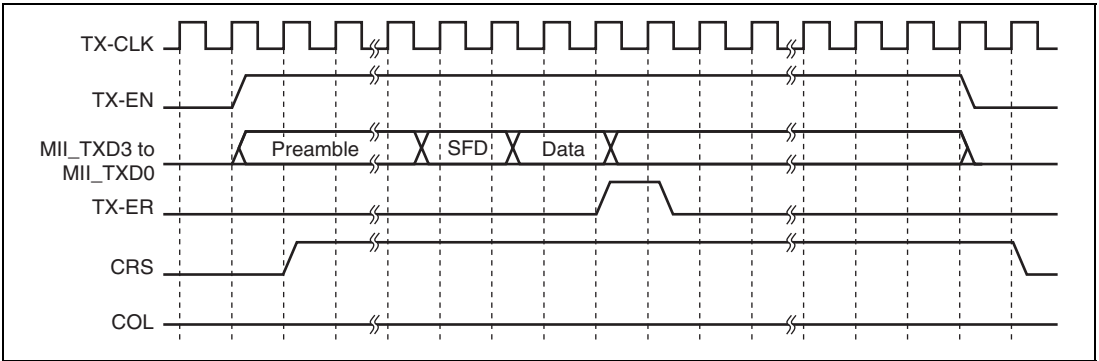 TX-CLK
TX-EN
MII_TXD3 to
MII_TXD0
Preamble
SFD
Data
TX-ER
CRS
COL